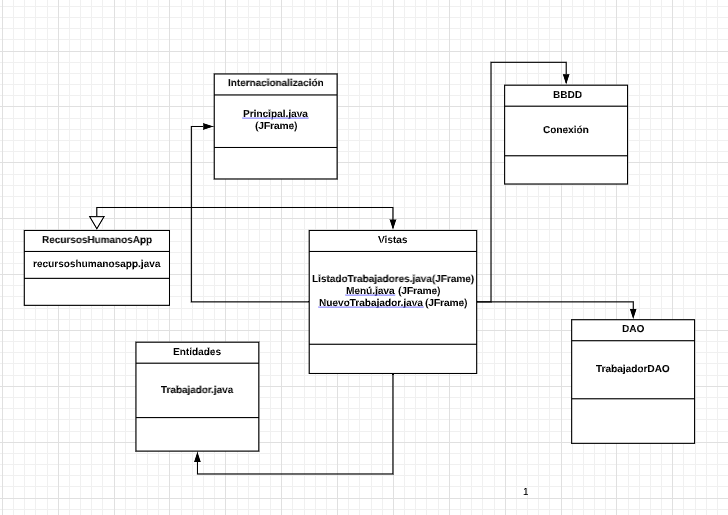 Internacionalización
Principal.java
(JFrame)
BBDD
Conexión
RecursosHumanosApp
recursoshumanosapp.java
Vistas
ListadoTrabajadores.java(JFrame)
Menú.java (JFrame)
NuevoTrabajador.java (JFrame)
DAO
TrabajadorDAO
Entidades
Trabajador.java
1